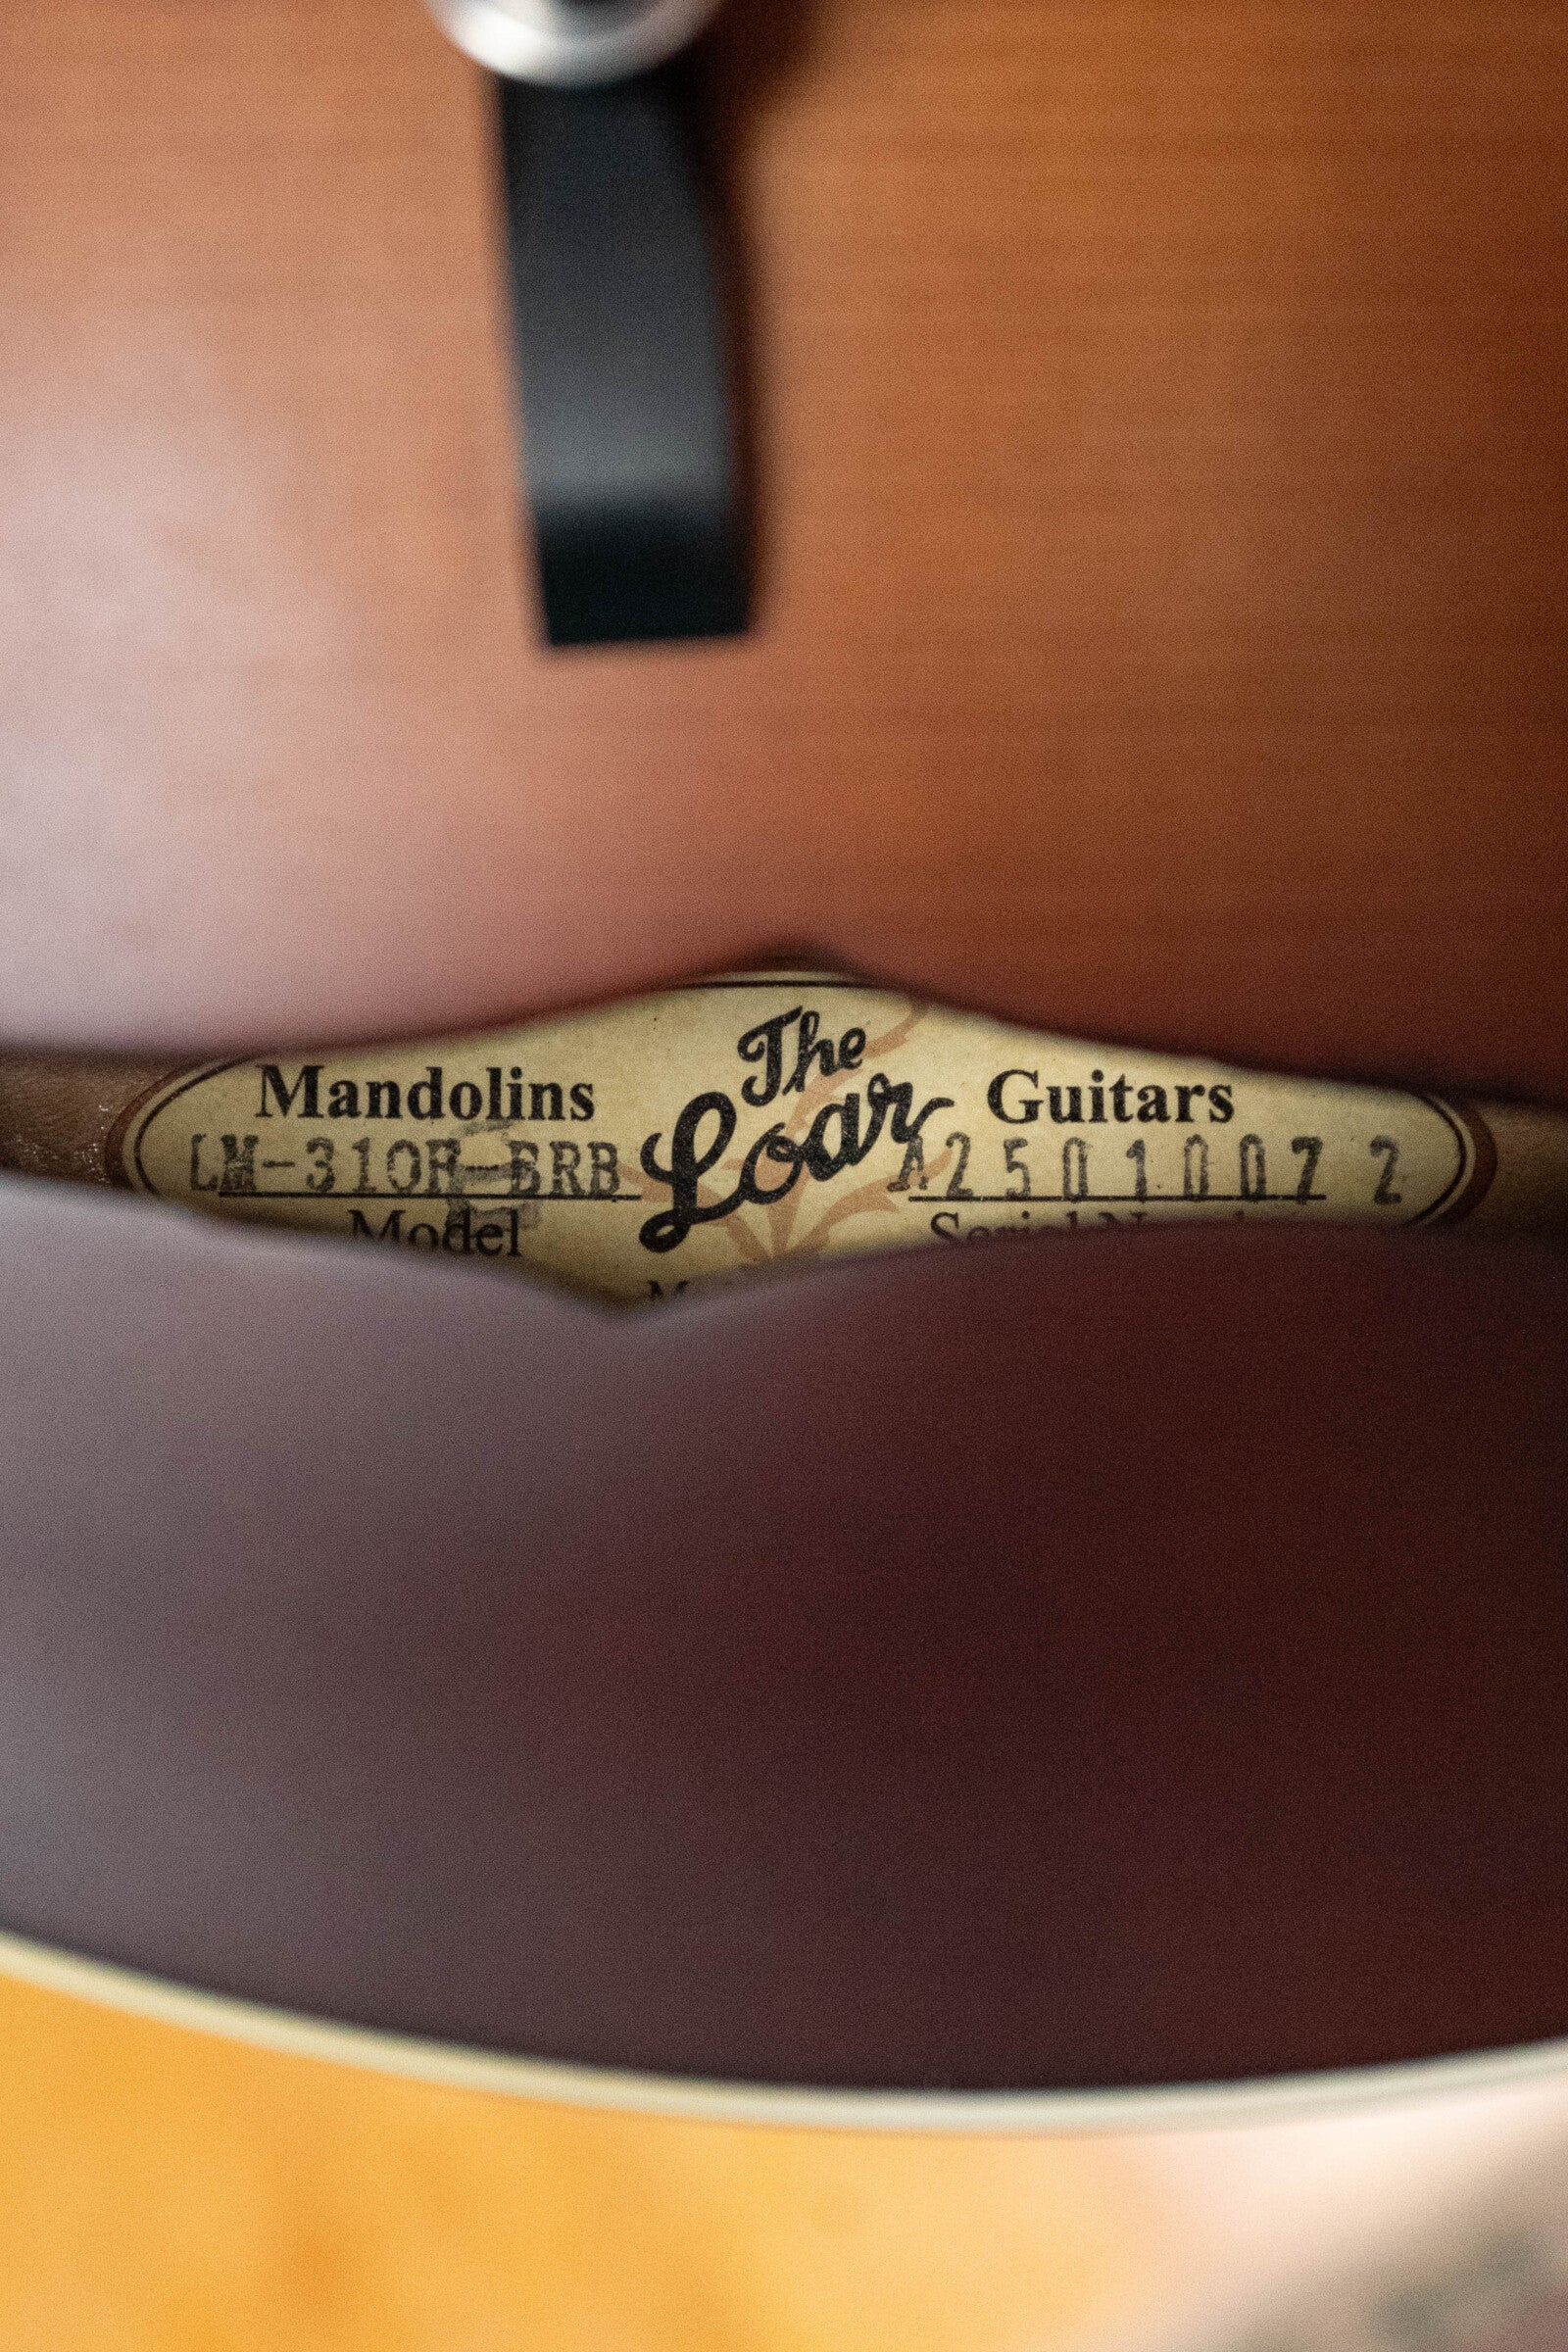 The
Loar
Mandolins
Guitars
LM-310F-BRB
A25010072
Model